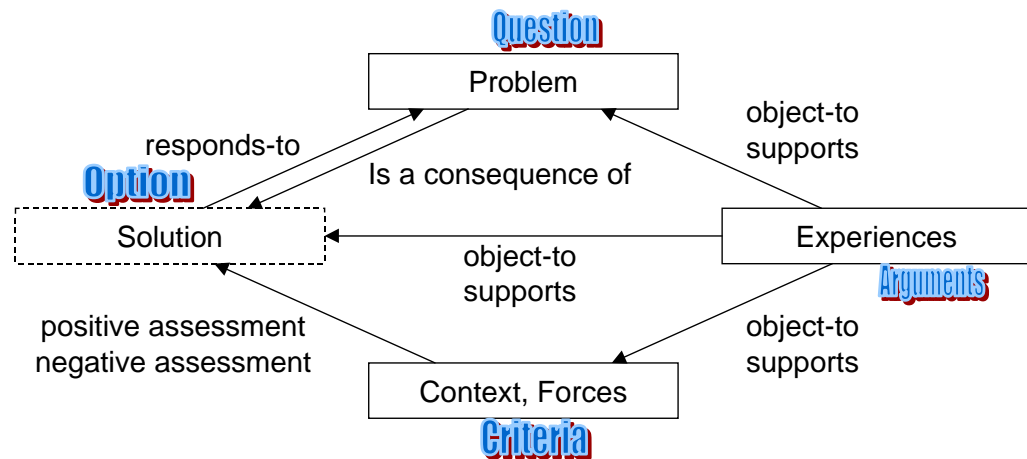 Question
Problem
object-to
supports
responds-to
Is a consequence of
Option
Solution
Experiences
object-to
supports
Arguments
positive assessment
negative assessment
object-to
supports
Context, Forces
Criteria